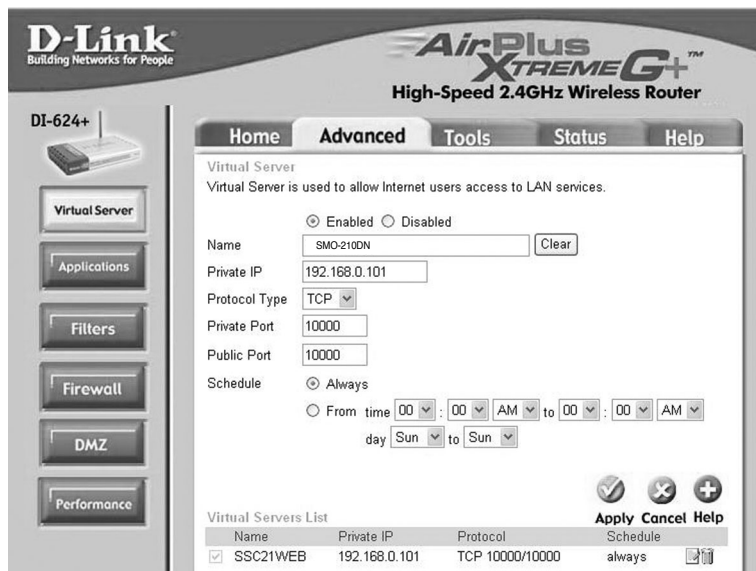 D-Link
Building Networks for People
AirPlus
XTREME G+™
High-Speed 2.4GHz Wireless Router
DI-624+
Home Advanced Tools Status Help
Virtual Server
Applications
Filters
Firewall
DMZ
Performance
Virtual Server
Virtual Server is used to allow Internet users access to LAN services.
Enabled Disabled
Name SMO-210DN Clear
Private IP 192.168.0.101
Protocol Type TCP
Private Port 10000
Public Port 10000
Schedule Always
From time 00 : 00 AM to 00 : 00 AM
day Sun to Sun
Apply Cancel Help
Virtual Servers List
Name Private IP Protocol Schedule
SSC21WEB 192.168.0.101 TCP 10000/10000 always